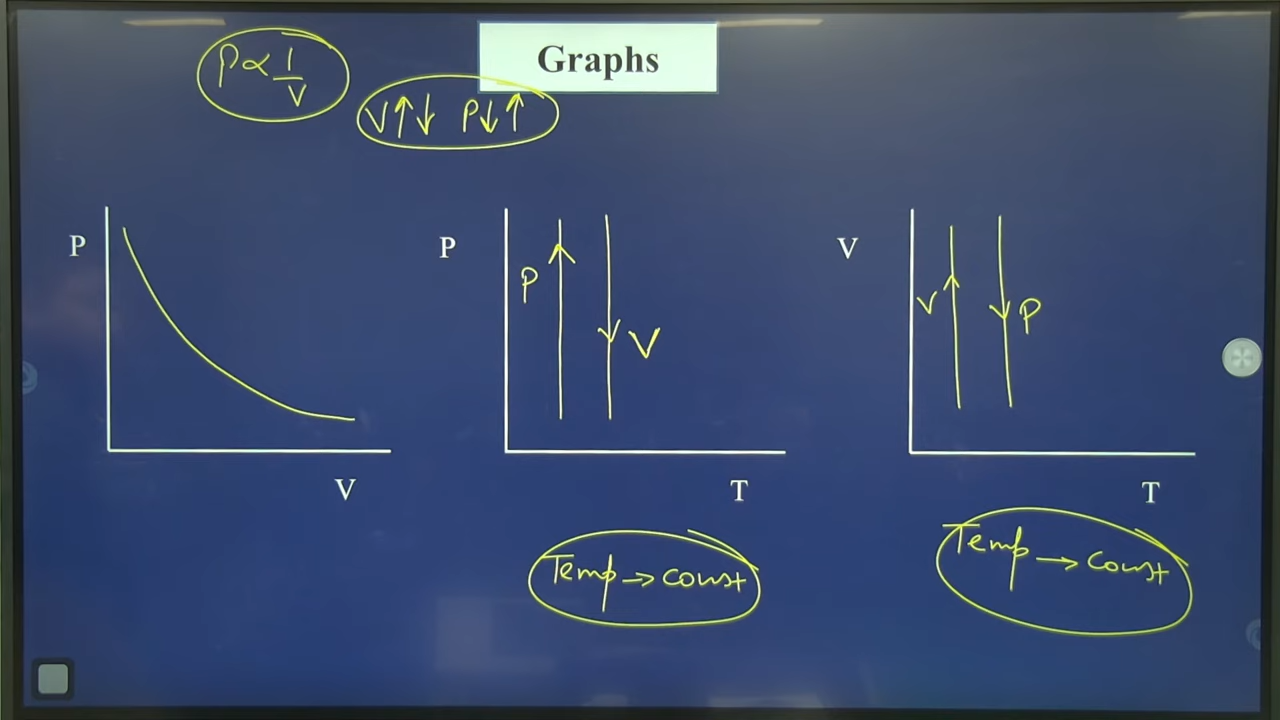 Graphs
P ∝ 1/V
V↑↓ P↓↑
P
V
P
P
V
T
Temp → Const
V
V
P
T
Temp → Const